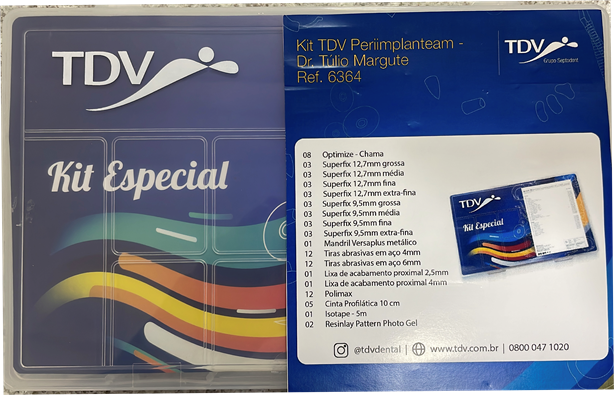 TDV
Kit Especial
Kit TDV Periimplanteam -
Dr. Túlio Margute
Ref. 6364
TDV
Grupo Septodont
08 Optimize - Chama
03 Superfix 12,7mm grossa
03 Superfix 12,7mm média
03 Superfix 12,7mm fina
03 Superfix 12,7mm extra-fina
03 Superfix 9,5mm grossa
03 Superfix 9,5mm média
03 Superfix 9,5mm fina
03 Superfix 9,5mm extra-fina
01 Mandril Versaplus metálico
12 Tiras abrasivas em aço 4mm
12 Tiras abrasivas em aço 6mm
01 Lixa de acabamento proximal 2,5mm
01 Lixa de acabamento proximal 4mm
12 Polimax
05 Cinta Profilática 10 cm
01 Isotape - 5m
02 Resinlay Pattern Photo Gel
TDV
Kit Especial
@tdvdental | www.tdv.com.br | 0800 047 1020